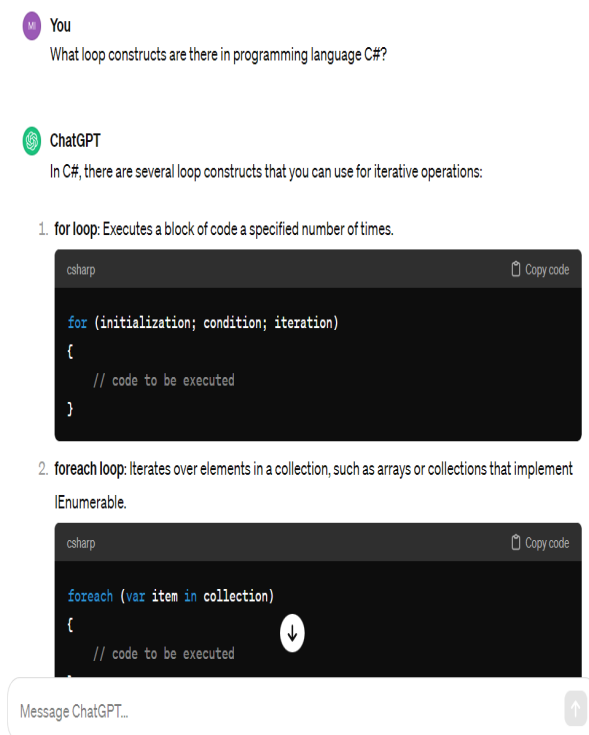 MI
You
What loop constructs are there in programming language C#?
ChatGPT
In C#, there are several loop constructs that you can use for iterative operations:
1. for loop: Executes a block of code a specified number of times.
csharp Copy code
for (initialization; condition; iteration)
{
// code to be executed
}
2. foreach loop: Iterates over elements in a collection, such as arrays or collections that implement
IEnumerable.
csharp Copy code
foreach (var item in collection)
{
// code to be executed
Message ChatGPT...